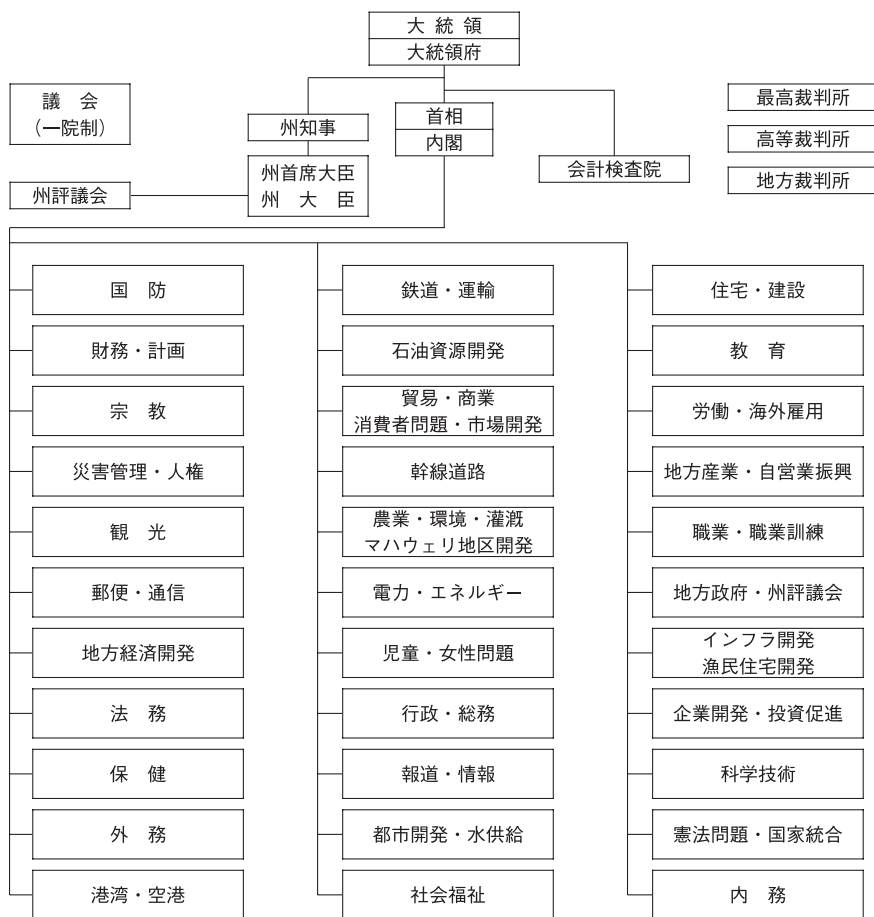 大統領
大統領府
議会
（一院制）
州知事
首相
内閣
最高裁判所
高等裁判所
地方裁判所
会計検査院
州評議会
州首席大臣
州大臣
国防
財務・計画
宗教
災害管理・人権
観光
郵便・通信
地方経済開発
法務
保健
外務
港湾・空港
鉄道・運輸
石油資源開発
貿易・商業
消費者問題・市場開発
幹線道路
農業・環境・灌漑
マハウェリ地区開発
電力・エネルギー
児童・女性問題
行政・総務
報道・情報
都市開発・水供給
社会福祉
住宅・建設
教育
労働・海外雇用
地方産業・自営業振興
職業・職業訓練
地方政府・州評議会
インフラ開発
漁民住宅開発
企業開発・投資促進
科学技術
憲法問題・国家統合
内務